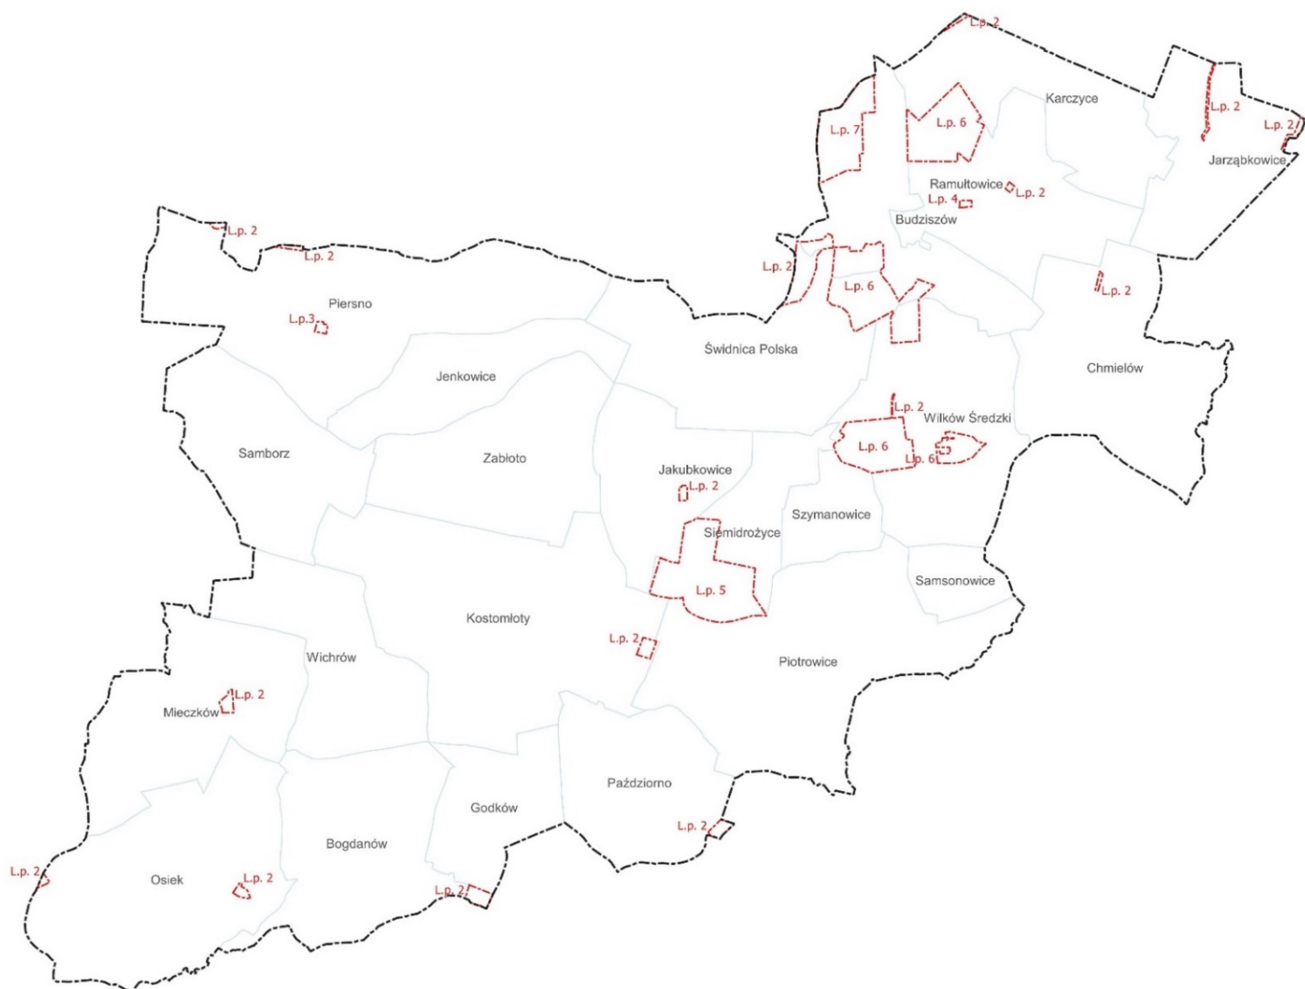 L.p. 2
Karczyce
L.p. 2
L.p. 7
L.p. 6
L.p. 2
Jarząbkowice
Ramułtowice
L.p. 2
L.p. 4
Budziszów
L.p. 2
L.p. 2
L.p. 2
L.p. 6
L.p. 2
Piersno
L.p.3
Świdnica Polska
Chmielów
Jenkowice
L.p. 2
Wilków Średzki
Samborz
Zabłoto
L.p. 6
L.p. 6
Jakubkowice
L.p. 2
Szymanowice
Siemidrożyce
Samsonowice
L.p. 5
Kostomłoty
L.p. 2
Wichrów
Piotrowice
L.p. 2
Mieczków
Październo
Godków
L.p. 2
Bogdanów
L.p. 2
Osiek
L.p. 2
L.p. 2